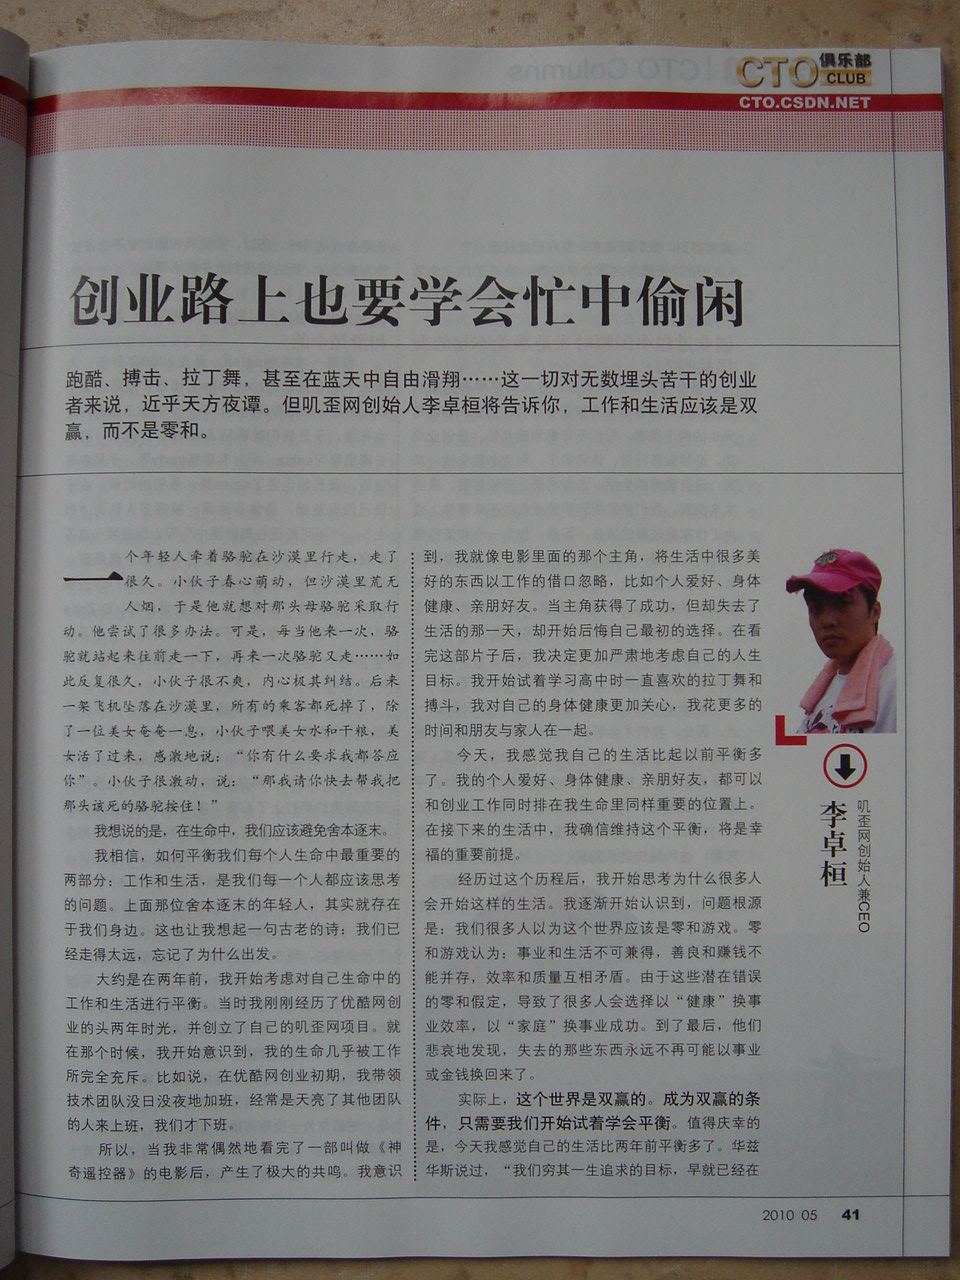 CTO俱乐部
CLUB
CTO.CSDN.NET
创业路上也要学会忙中偷闲
跑酷、搏击、拉丁舞，甚至在蓝天中自由滑翔……这一切对无数埋头苦干的创业
者来说，近乎天方夜谭。但叽歪网创始人李卓桓将告诉你，工作和生活应该是双
赢，而不是零和。
一个年轻人牵着骆驼在沙漠里行走，走了
很久。小伙子春心萌动，但沙漠里荒无
人烟，于是他就想对那头母骆驼采取行
动。他尝试了很多办法。可是，每当他来一次，骆
驼就站起来往前走一下，再来一次骆驼又走……如
此反复很久，小伙子很不爽，内心极其纠结。后来
一架飞机坠落在沙漠里，所有的乘客都死掉了，除
了一位美女奄奄一息，小伙子喂美女水和干粮，美
女活了过来，感激地说：“你有什么要求我都答应
你”。小伙子很激动，说：“那我请你快去帮我把
那头该死的骆驼按住！”
我想说的是，在生命中，我们应该避免舍本逐末。
我相信，如何平衡我们每个人生命中最重要的
两部分：工作和生活，是我们每一个人都应该思考
的问题。上面那位舍本逐末的年轻人，其实就存在
于我们身边。这也让我想起一句古老的诗：我们已
经走得太远，忘记了为什么出发。
大约是在两年前，我开始考虑对自己生命中的
工作和生活进行平衡。当时我刚刚经历了优酷网创
业的头两年时光，并创立了自己的叽歪网项目。就
在那个时候，我开始意识到，我的生命几乎被工作
所完全充斥。比如说，在优酷网创业初期，我带领
技术团队没日没夜地加班，经常是天亮了其他团队
的人来上班，我们才下班。
所以，当我非常偶然地看完了一部叫做《神
奇遥控器》的电影后，产生了极大的共鸣。我意识
到，我就像电影里面的那个主角，将生活中很多美
好的东西以工作的借口忽略，比如个人爱好、身体
健康、亲朋好友。当主角获得了成功，但却失去了
生活的那一天，却开始后悔自己最初的选择。在看
完这部片子后，我决定更加严肃地考虑自己的人生
目标。我开始试着学习高中时一直喜欢的拉丁舞和
搏斗，我对自己的身体健康更加关心，我花更多的
时间和朋友与家人在一起。
今天，我感觉我自己的生活比起以前平衡多
了。我的个人爱好、身体健康、亲朋好友，都可以
和创业工作同时排在我生命里同样重要的位置上。
在接下来的生活中，我确信维持这个平衡，将是幸
福的重要前提。
经历过这个历程后，我开始思考为什么很多人
会开始这样的生活。我逐渐开始认识到，问题根源
是：我们很多人以为这个世界应该是零和游戏。零
和游戏认为：事业和生活不可兼得，善良和赚钱不
能并存，效率和质量互相矛盾。由于这些潜在错误
的零和假定，导致了很多人会选择以“健康”换事
业效率，以“家庭”换事业成功。到了最后，他们
悲哀地发现，失去的那些东西永远不再可能以事业
或金钱换回来了。
实际上，这个世界是双赢的。成为双赢的条
件，只需要我们开始试着学会平衡。值得庆幸的
是，今天我感觉自己的生活比两年前平衡多了。华兹
华斯说过，“我们穷其一生追求的目标，早就已经在
李卓桓
叽歪网创始人兼CEO
2010 05 41